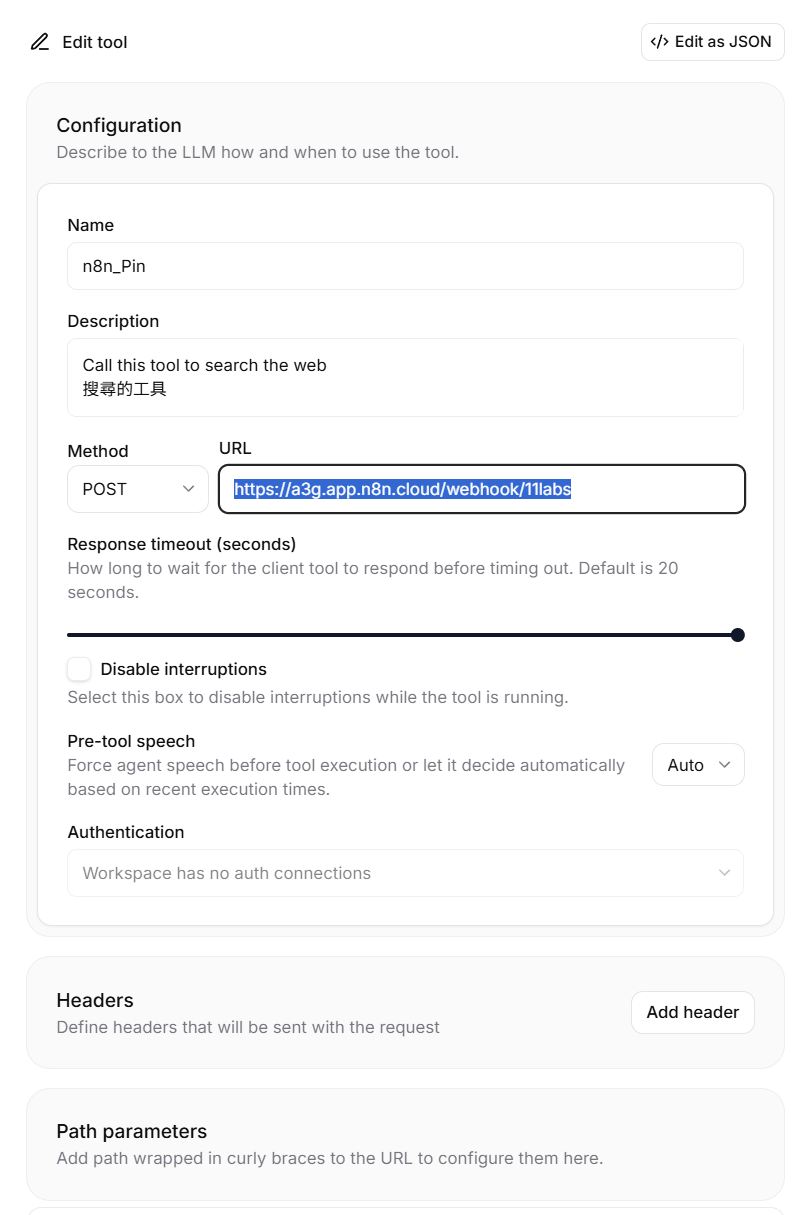 Edit tool
Edit as JSON
Configuration
Describe to the LLM how and when to use the tool.
Name
n8n_Pin
Description
Call this tool to search the web
搜尋的工具
Method
URL
POST
https://a3g.app.n8n.cloud/webhook/11labs
Response timeout (seconds)
How long to wait for the client tool to respond before timing out. Default is 20
seconds.
Disable interruptions
Select this box to disable interruptions while the tool is running.
Pre-tool speech
Force agent speech before tool execution or let it decide automatically
based on recent execution times.
Auto
Authentication
Workspace has no auth connections
Headers
Define headers that will be sent with the request
Add header
Path parameters
Add path wrapped in curly braces to the URL to configure them here.